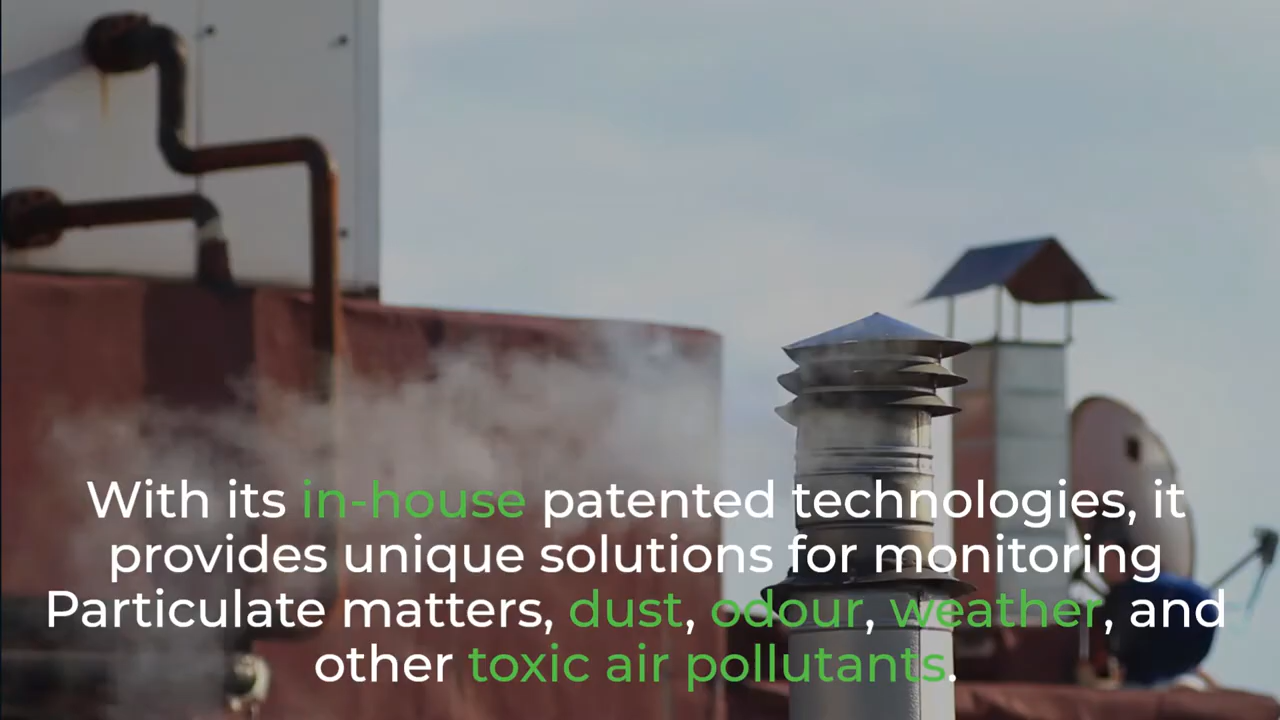 With its in-house patented technologies, it
provides unique solutions for monitoring
Particulate matters, dust, odour, weather, and
other toxic air pollutants.